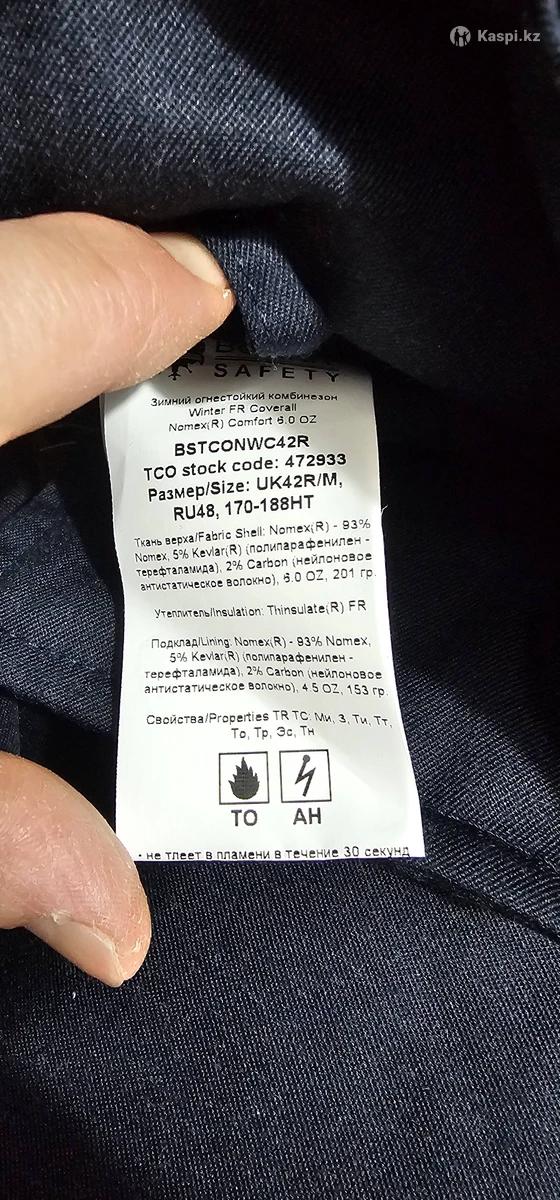 Kaspi.kz
SAFETY
Зимний огнестойкий комбинезон
Winter FR Coverall
Nomex(R) Comfort 6.0 OZ
BSTCONWC42R
TCO stock code: 472933
Размер/Size: UK42R/M,
RU48, 170-188HT
Ткань верха/Fabric Shell: Nomex(R) - 93%
Nomex, 5% Kevlar(R) (полипарафенилен -
терефталамида), 2% Carbon (нейлоновое
антистатическое волокно), 6.0 OZ, 201 гр.
Утеплитель/Insulation: Thinsulate(R) FR
Подклад/Lining: Nomex(R) - 93% Nomex,
5% Kevlar(R) (полипарафенилен -
терефталамида), 2% Carbon (нейлоновое
антистатическое волокно), 4.5 OZ, 153 гр.
Свойства/Properties TR TC: Ми, З, Ти, Тт,
То, Тр, Эс, Тн
ТО АН
• не тлеет в пламени в течение 30 секунд